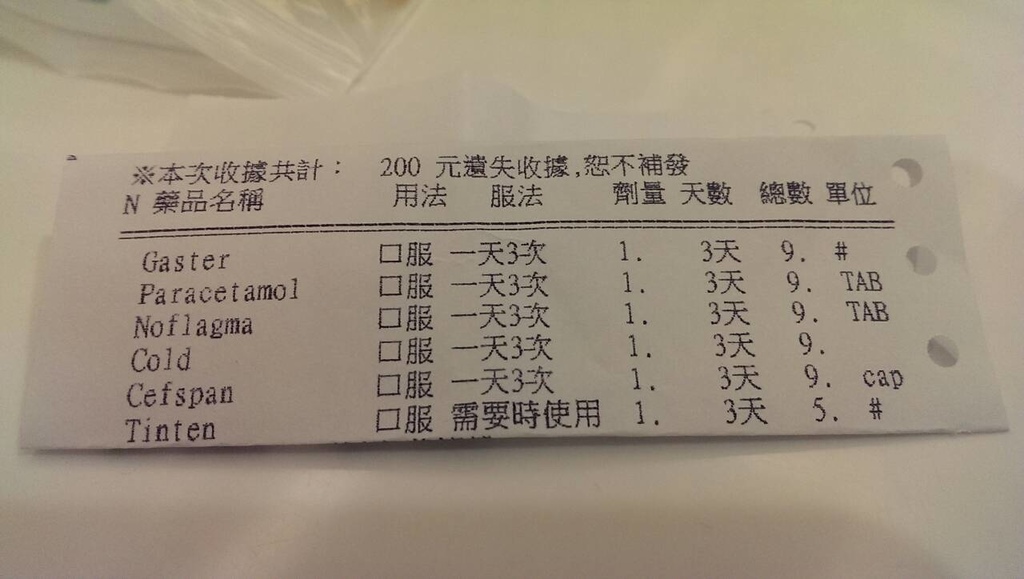 ※本次收據共計： 200 元遺失收據,恕不補發
N 藥品名稱 用法 服法 劑量 天數 總數 單位
Gaster 口服 一天3次 1. 3天 9. #
Paracetamol 口服 一天3次 1. 3天 9. TAB
Noflagma 口服 一天3次 1. 3天 9. TAB
Cold 口服 一天3次 1. 3天 9.
Cefspan 口服 一天3次 1. 3天 9. cap
Tinten 口服 需要時使用 1. 3天 5. #